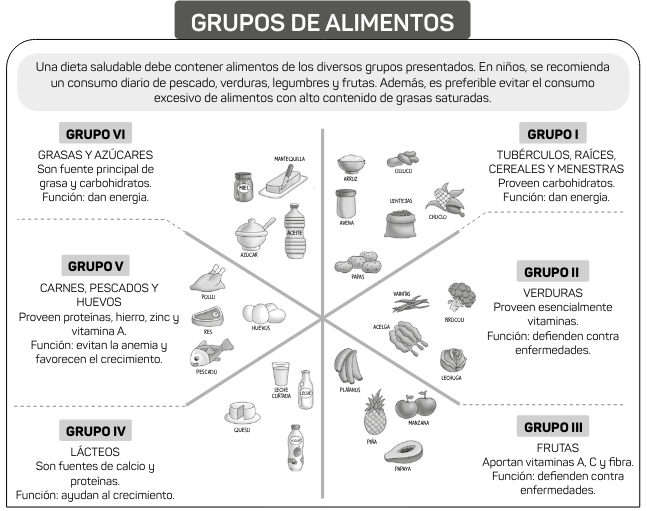 GRUPOS DE ALIMENTOS
Una dieta saludable debe contener alimentos de los diversos grupos presentados. En niños, se recomienda
un consumo diario de pescado, verduras, legumbres y frutas. Además, es preferible evitar el consumo
excesivo de alimentos con alto contenido de grasas saturadas.
GRUPO VI
GRASAS Y AZÚCARES
Son fuente principal de
grasa y carbohidratos.
Función: dan energía.
MANTEQUILLA
MIEL
ACEITE
AZÚCAR
GRUPO I
TUBÉRCULOS, RAÍCES,
CEREALES Y MENESTRAS
Proveen carbohidratos.
Función: dan energía.
ARROZ
OLLUCO
AVENA
LENTEJAS
CHOCLO
PAPAS
GRUPO V
CARNES, PESCADOS Y
HUEVOS
Proveen proteínas, hierro, zinc y
vitamina A.
Función: evitan la anemia y
favorecen el crecimiento.
POLLO
RES
HUEVOS
PESCADO
GRUPO II
VERDURAS
Proveen esencialmente
vitaminas.
Función: defienden contra
enfermedades.
VAINITAS
BRÓCOLI
ACELGA
LECHUGA
GRUPO IV
LÁCTEOS
Son fuentes de calcio y
proteínas.
Función: ayudan al crecimiento.
LECHE
CORTADA
LECHE
QUESO
YOGURT
GRUPO III
FRUTAS
Aportan vitaminas A, C y fibra.
Función: defienden contra
enfermedades.
PLÁTANOS
MANZANA
PIÑA
PAPAYA